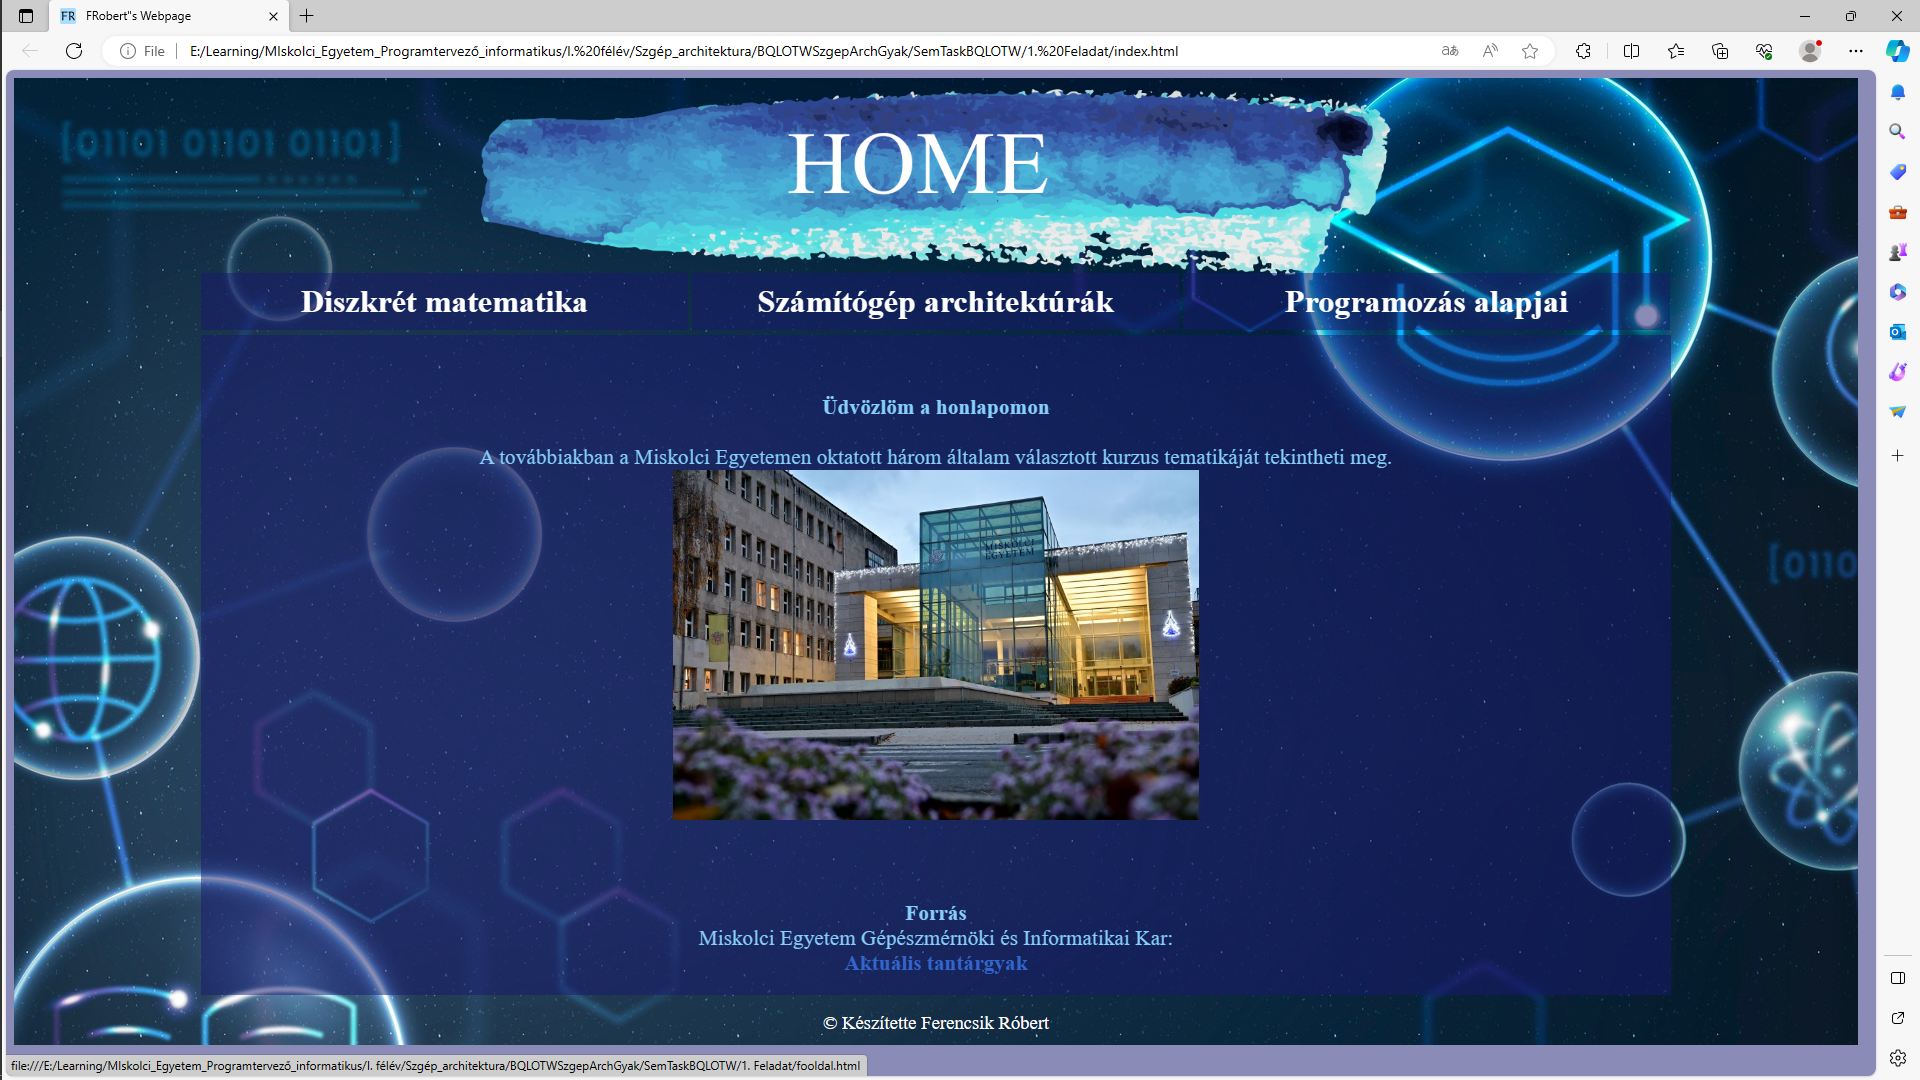 FRobert"s Webpage
File
E:/Learning/MIskolci_Egyetem_Programtervező_informatikus/I.%20félév/Szgép_architektura/BQLOTWSzgepArchGyak/SemTaskBQLOTW/1.%20Feladat/index.html
[01101 01101 01101]
HOME
Diszkrét matematika
Számítógép architektúrák
Programozás alapjai
Üdvözlöm a honlapomon
A továbbiakban a Miskolci Egyetemen oktatott három általam választott kurzus tematikáját tekintheti meg.
MISKOLCI
EGYETEM
[0110
Forrás
Miskolci Egyetem Gépészmérnöki és Informatikai Kar:
Aktuális tantárgyak
© Készítette Ferencsik Róbert
file:///E:/Learning/MIskolci_Egyetem_Programtervező_informatikus/I. félév/Szgép_architektura/BQLOTWSzgepArchGyak/SemTaskBQLOTW/1. Feladat/fooldal.html